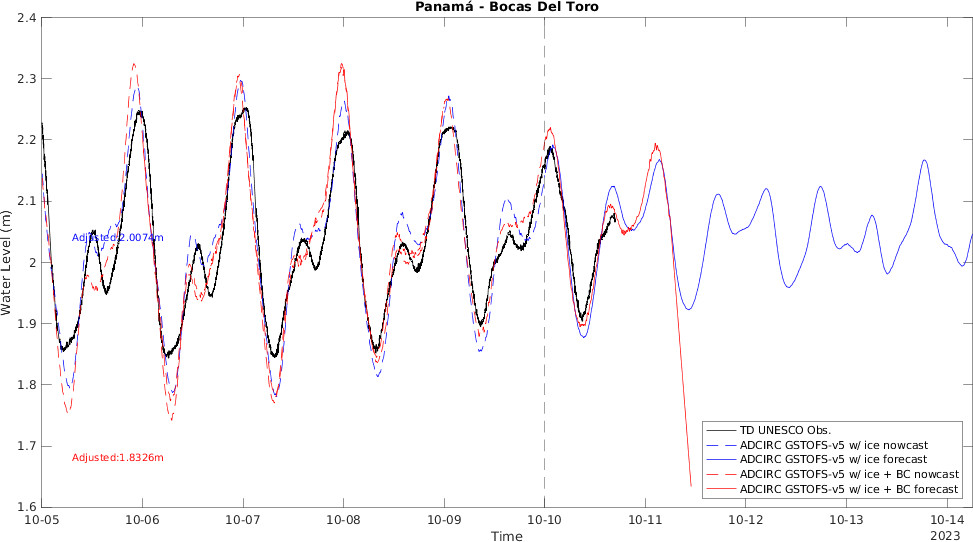 Panamá - Bocas Del Toro
Water Level (m)
2.4
2.3
2.2
2.1
2
1.9
1.8
1.7
1.6
Adjusted:2.0074m
Adjusted:1.8326m
TD UNESCO Obs.
ADCIRC GSTOFS-v5 w/ ice nowcast
ADCIRC GSTOFS-v5 w/ ice forecast
ADCIRC GSTOFS-v5 w/ ice + BC nowcast
ADCIRC GSTOFS-v5 w/ ice + BC forecast
10-05 10-06 10-07 10-08 10-09 10-10 10-11 10-12 10-13 10-14
Time
2023